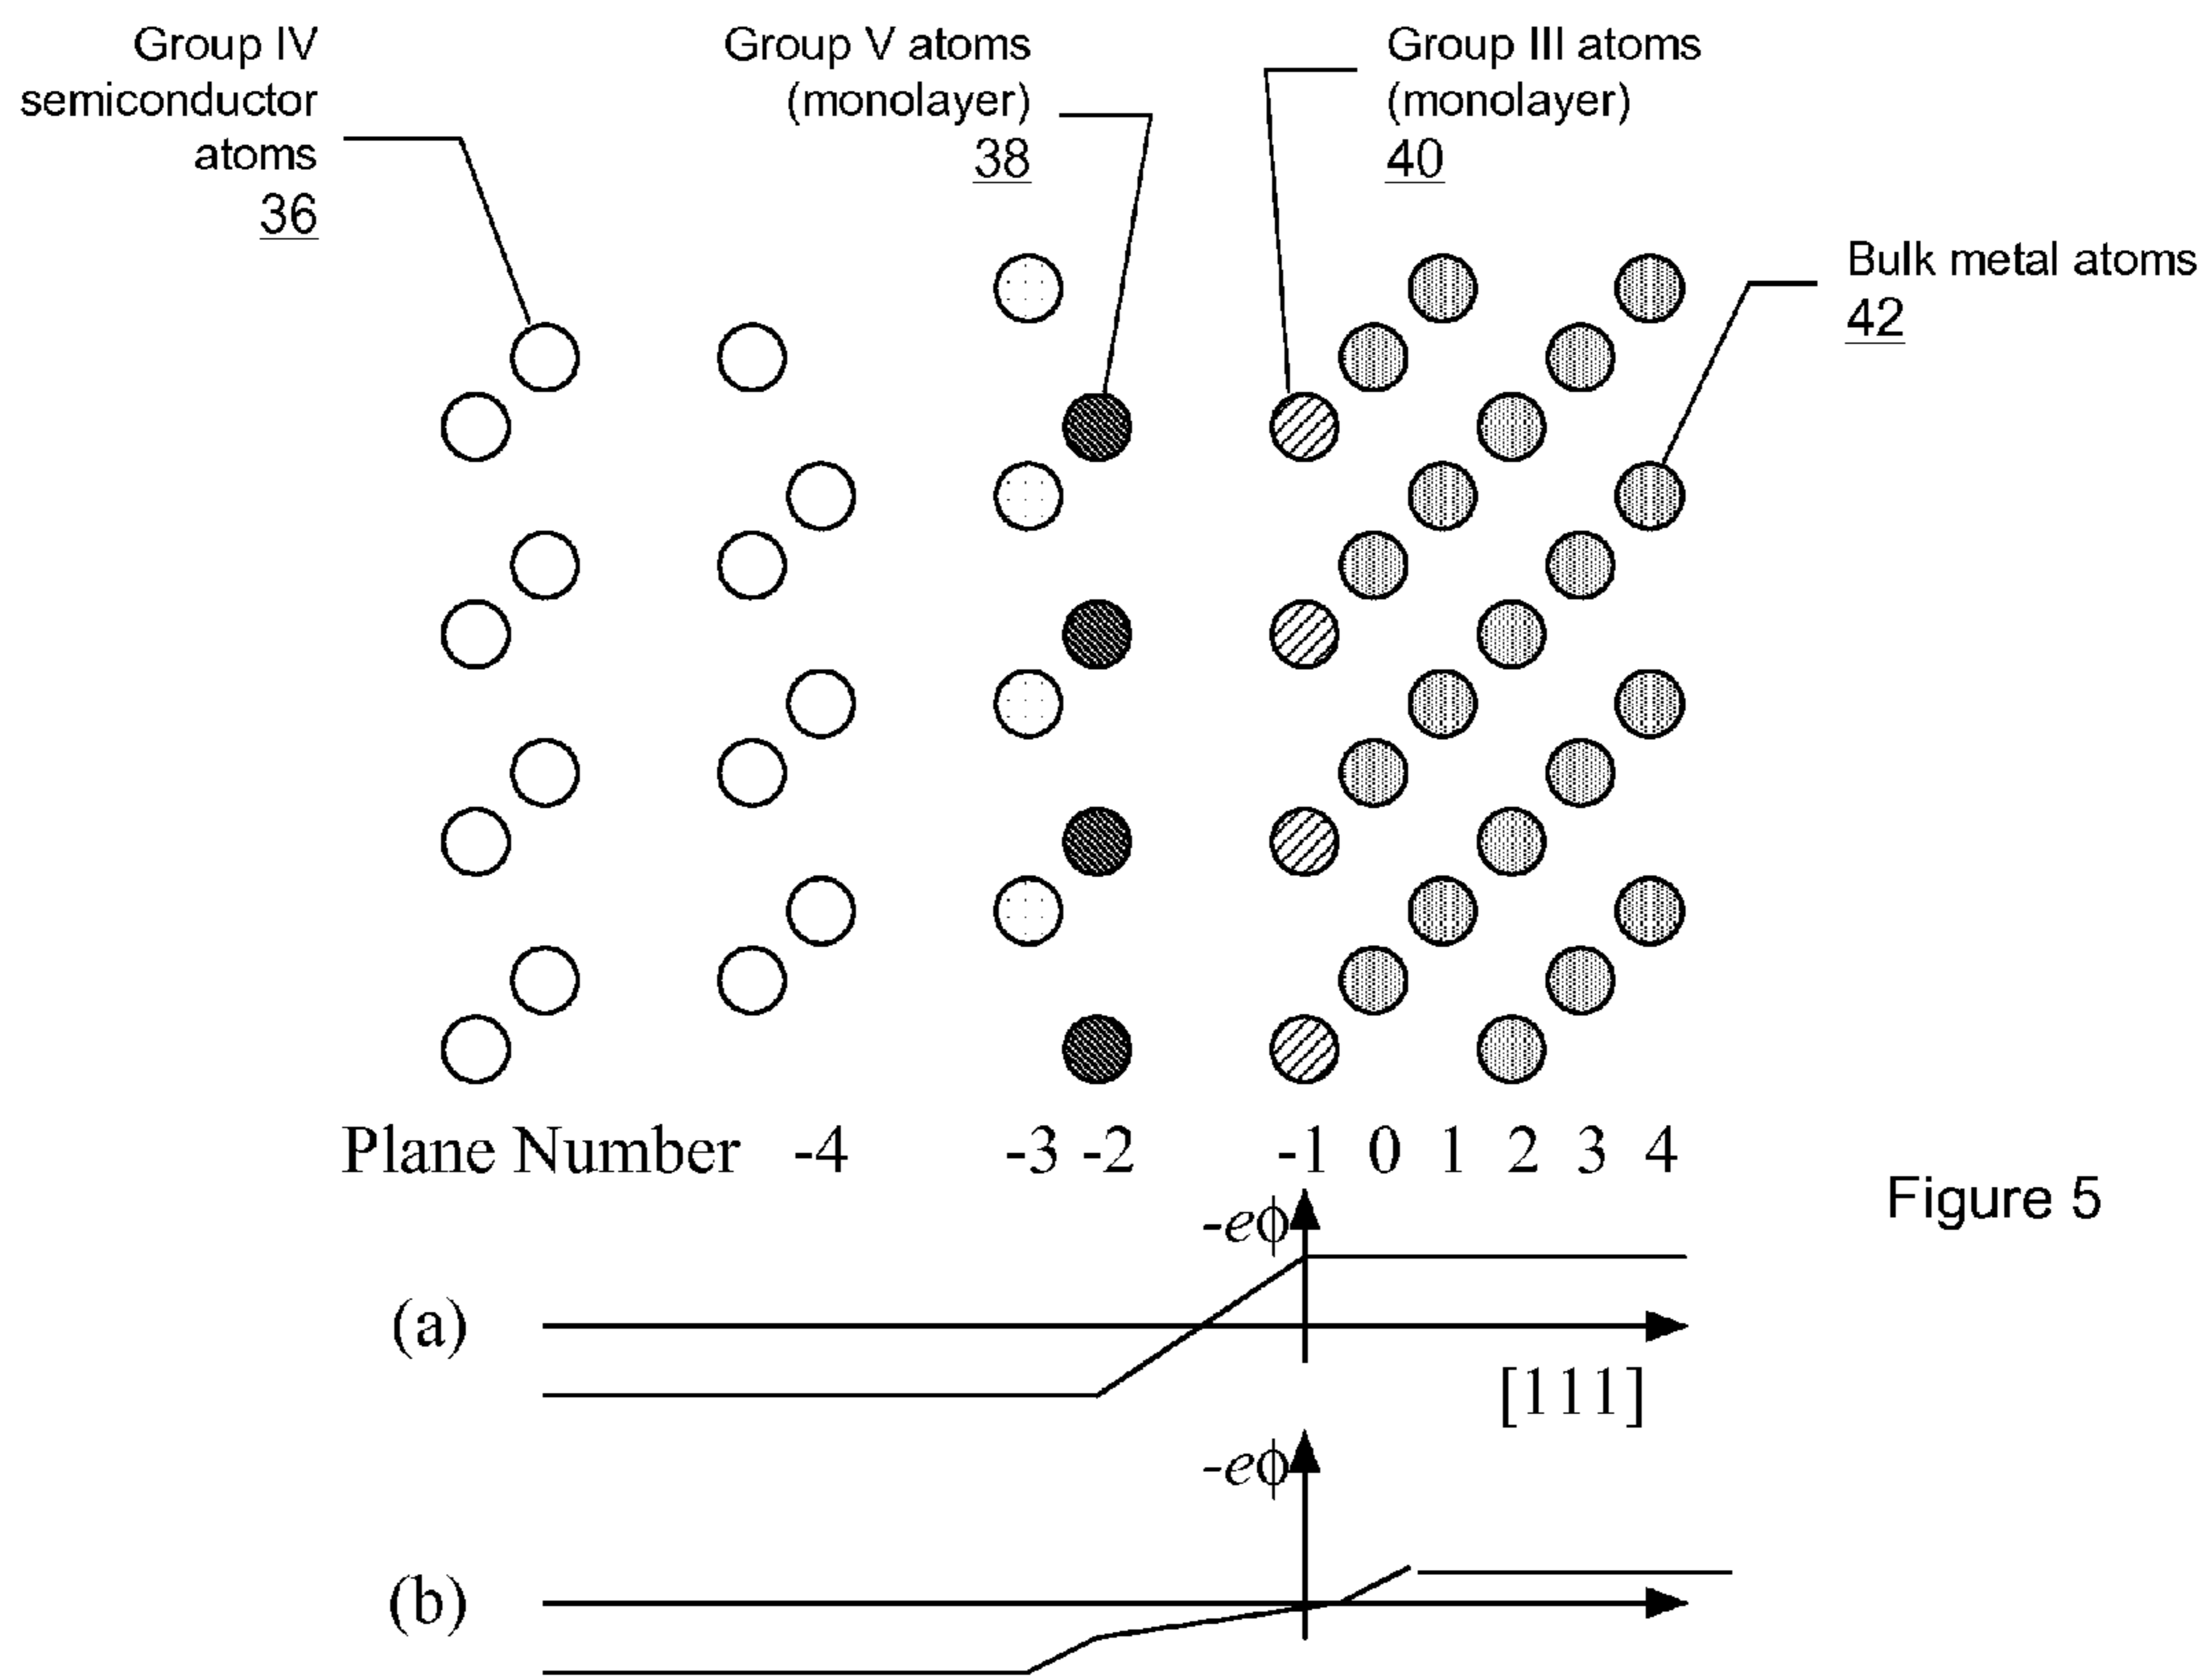 Group IV
semiconductor
atoms
36
Group V atoms
(monolayer)
38
Group III atoms
(monolayer)
40
Bulk metal atoms
42
Plane Number -4 -3 -2 -1 0 1 2 3 4
Figure 5
-eϕ
(a)
[111]
-eϕ
(b)